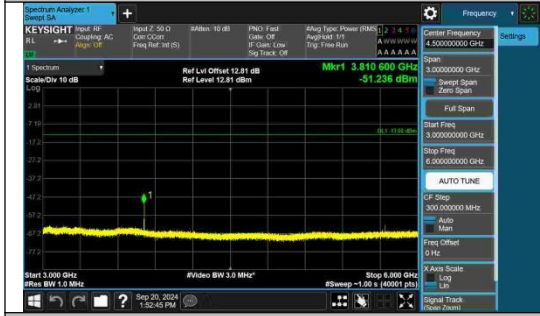 Spectrum Analyzer 1
Swept SA
Frequency
KEYSIGHT
RL
Input: RF
Coupling: AC
Align: Off
Input Z: 50 Ω
Corr CCorr
Freq Ref: Int (S)
#Atten: 10 dB
PNO: Fast
Gate: Off
IF Gain: Low
Sig Track: Off
#Avg Type: Power (RMS
Avg|Hold: 1/1
Trig: Free Run
1 2 3 4 5 6
A W W W W W
A A A A A A
1 Spectrum
Scale/Div 10 dB
Log
Ref Lvl Offset 12.81 dB
Ref Level 12.81 dBm
Mkr1 3.810 600 GHz
-51.236 dBm
2.81
-7.19
-17.2
-27.2
-37.2
-47.2
-57.2
-67.2
-77.2
DL1 -13.00 dBm
1
Start 3.000 GHz
#Res BW 1.0 MHz
#Video BW 3.0 MHz*
Stop 6.000 GHz
#Sweep ~1.00 s (40001 pts)
Sep 20, 2024
1:52:45 PM
Center Frequency
4.500000000 GHz
Settings
Span
3.00000000 GHz
Swept Span
Zero Span
Full Span
Start Freq
3.000000000 GHz
Stop Freq
6.000000000 GHz
AUTO TUNE
CF Step
300.000000 MHz
Auto
Man
Freq Offset
0 Hz
X Axis Scale
Log
Lin
Signal Track
(Span Zoom)